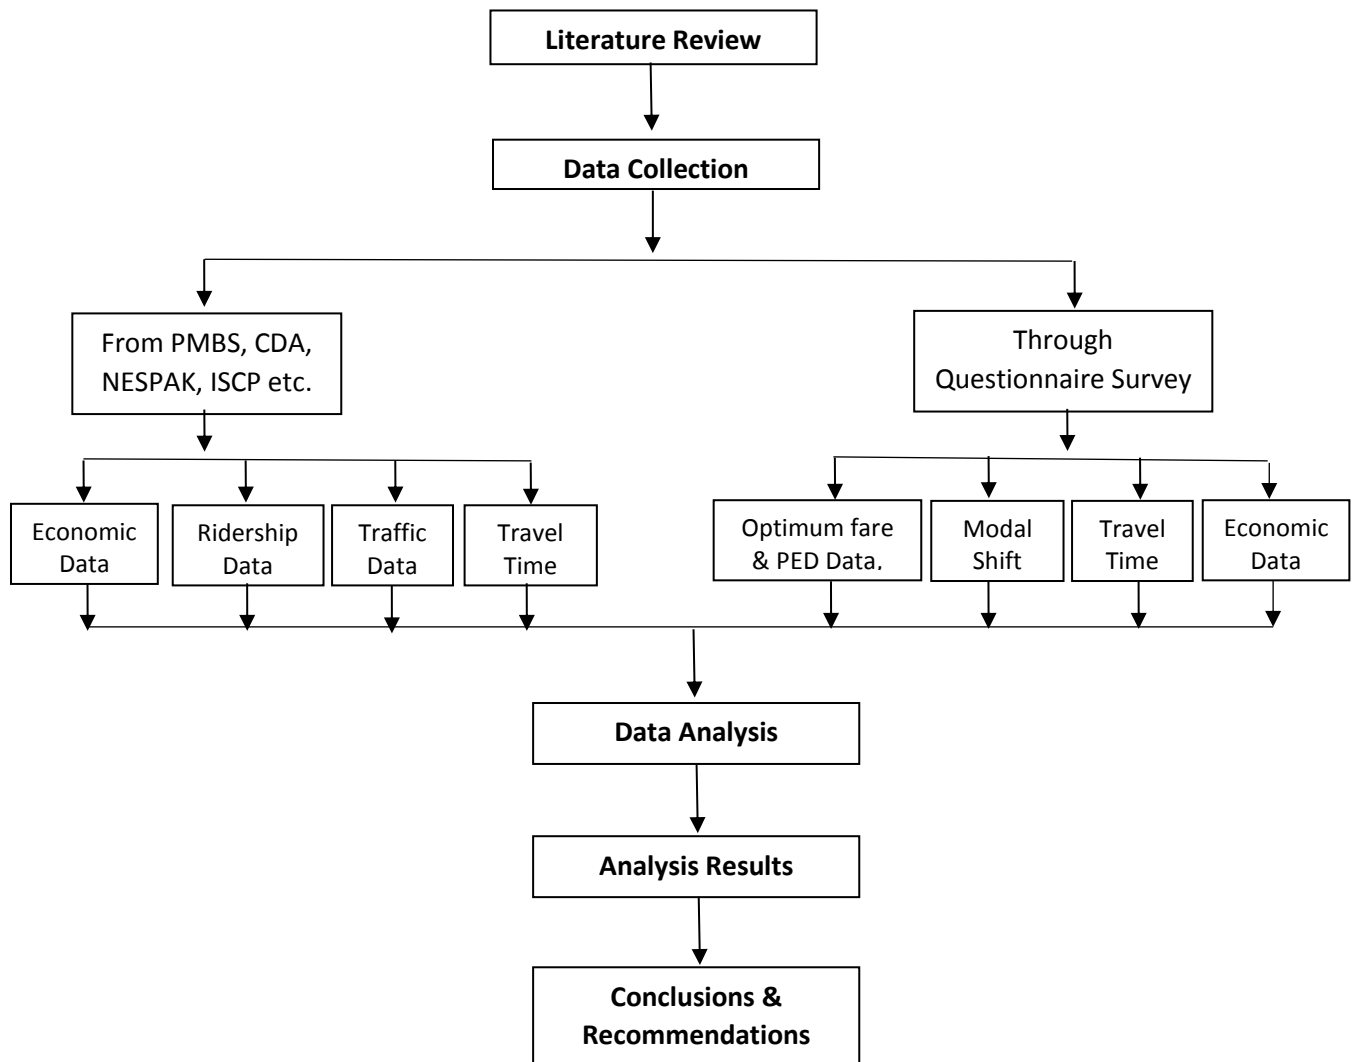 Literature Review
Data Collection
From PMBS, CDA,
NESPAK, ISCP etc.
Through
Questionnaire Survey
Economic
Data
Ridership
Data
Traffic
Data
Travel
Time
Optimum fare
& PED Data.
Modal
Shift
Travel
Time
Economic
Data
Data Analysis
Analysis Results
Conclusions &
Recommendations